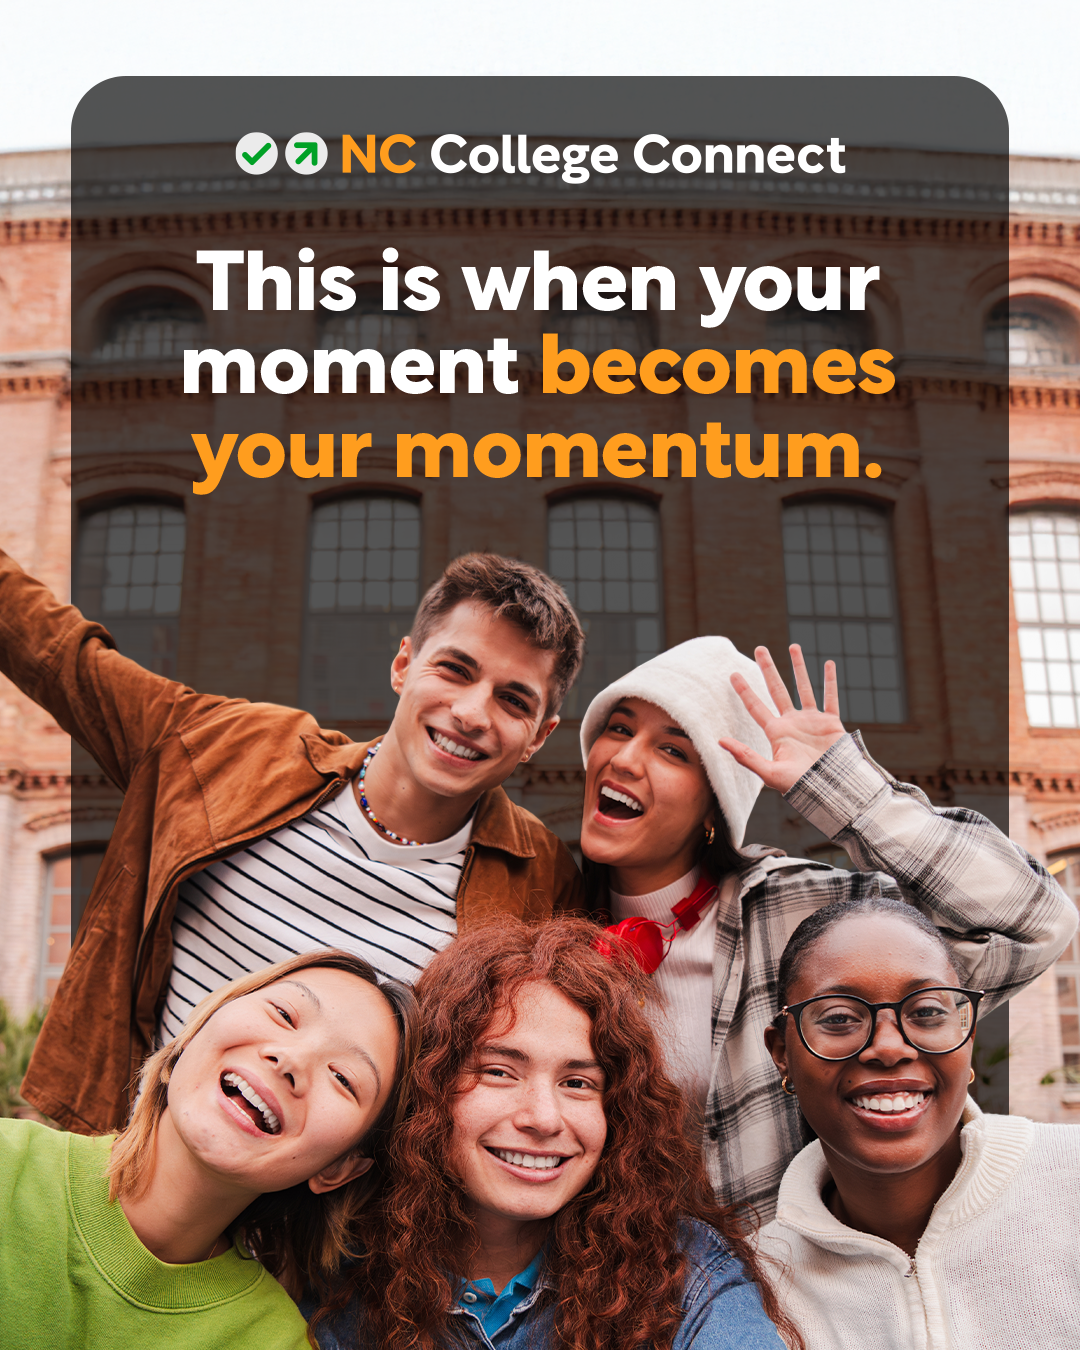 NC College Connect
This is when your
moment becomes
your momentum.